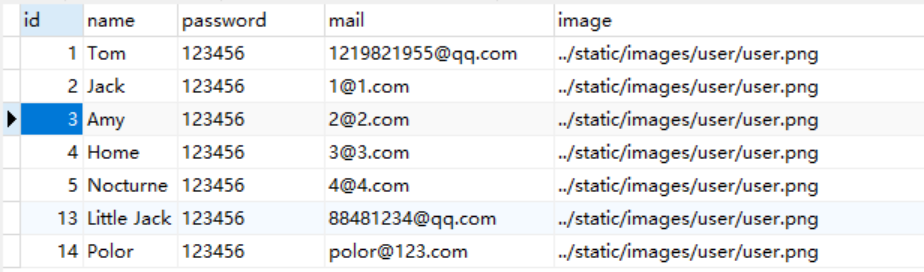 id name password mail image
1 Tom 123456 1219821955@qq.com ../static/images/user/user.png
2 Jack 123456 1@1.com ../static/images/user/user.png
3 Amy 123456 2@2.com ../static/images/user/user.png
4 Home 123456 3@3.com ../static/images/user/user.png
5 Nocturne 123456 4@4.com ../static/images/user/user.png
13 Little Jack 123456 88481234@qq.com ../static/images/user/user.png
14 Polor 123456 polor@123.com ../static/images/user/user.png